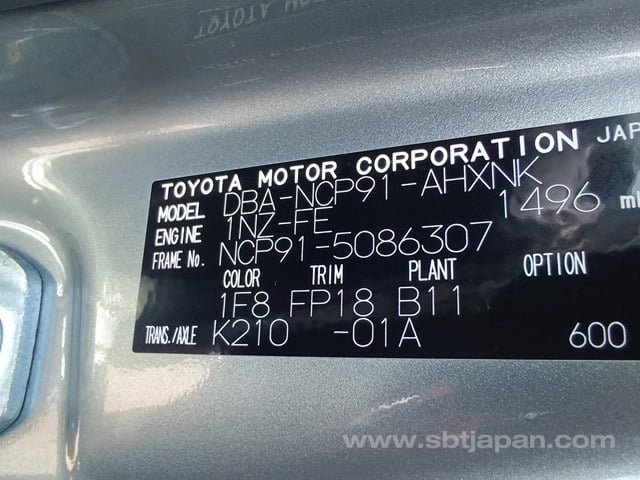 TOYOTA MOTOR CORPORATION JAP
MODEL DBA-NCP91-AHXNK
ENGINE 1NZ-FE 1496 m
FRAME No. NCP91-5086307
COLOR TRIM PLANT OPTION
1F8 FP18 B11
TRANS./AXLE K210 -01A 600
www.sbtjapan.com